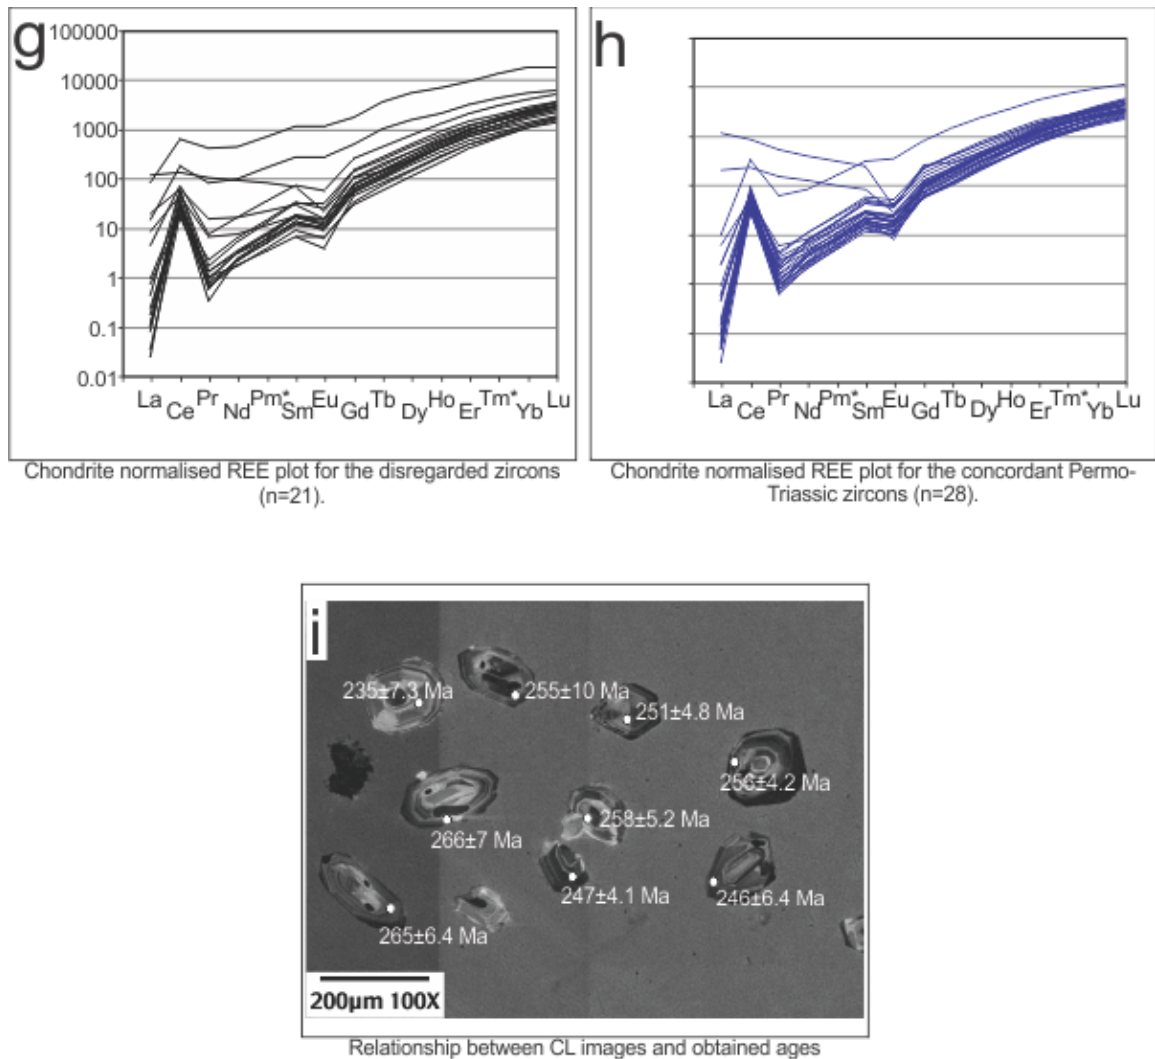 g
100000
10000
1000
100
10
1
0.1
0.01
La Ce Pr Nd Pm* Sm Eu Gd Tb Dy Ho Er Tm* Yb Lu
Chondrite normalised REE plot for the disregarded zircons
(n=21).
h
La Ce Pr Nd Pm* Sm Eu Gd Tb Dy Ho Er Tm* Yb Lu
Chondrite normalised REE plot for the concordant Permo-
Triassic zircons (n=28).
i
235±7.3 Ma
255±10 Ma
251±4.8 Ma
256±4.2 Ma
258±5.2 Ma
266±7 Ma
247±4.1 Ma
246±6.4 Ma
265±6.4 Ma
200µm 100X
Relationship between CL images and obtained ages